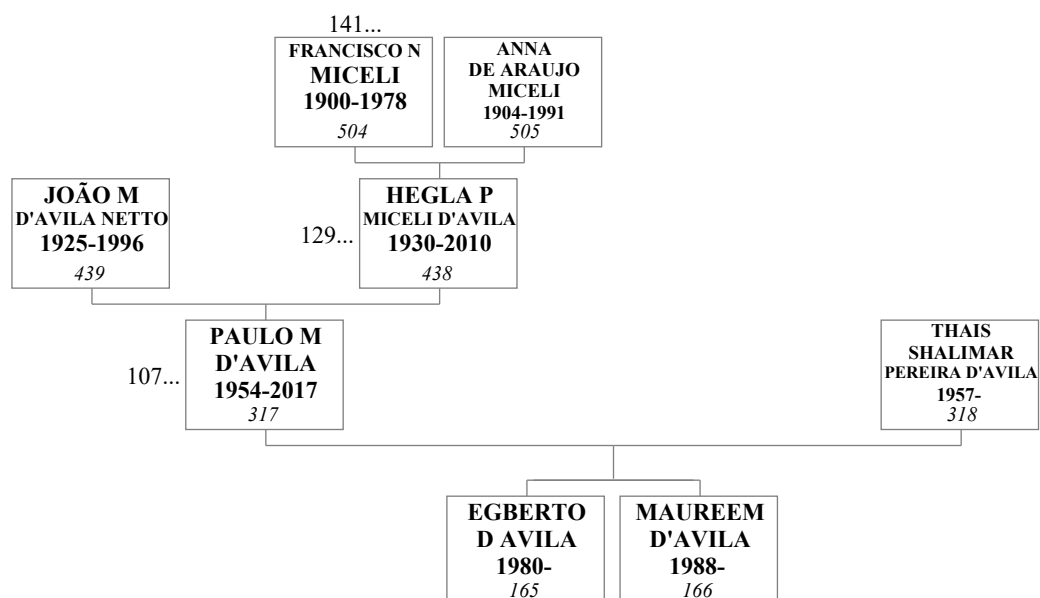 141...
FRANCISCO N
MICELI
1900-1978
504
ANNA
DE ARAUJO
MICELI
1904-1991
505
JOÃO M
D'AVILA NETTO
1925-1996
439
129...
HEGLA P
MICELI D'AVILA
1930-2010
438
107...
PAULO M
D'AVILA
1954-2017
317
THAIS
SHALIMAR
PEREIRA D'AVILA
1957-
318
EGBERTO
D AVILA
1980-
165
MAUREEM
D'AVILA
1988-
166